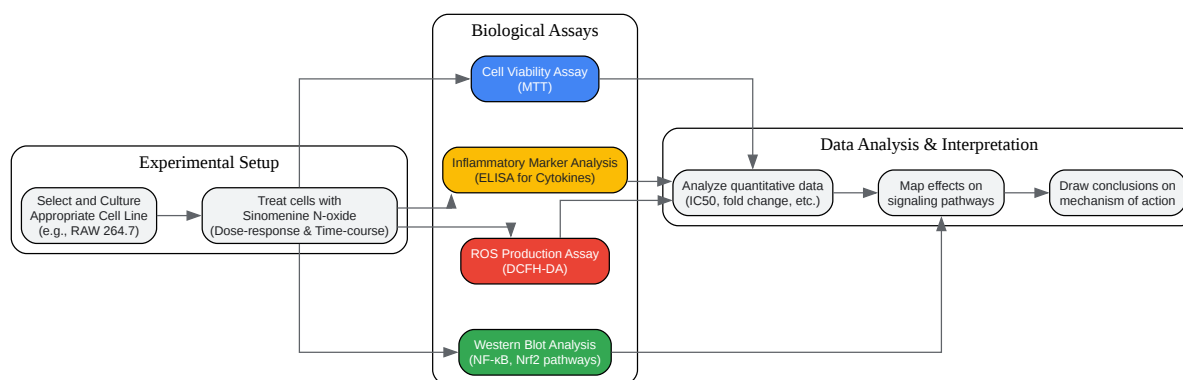 Biological Assays
Cell Viability Assay
(MTT)
Experimental Setup
Select and Culture
Appropriate Cell Line
(e.g., RAW 264.7)
Treat cells with
Sinomenine N-oxide
(Dose-response & Time-course)
Inflammatory Marker Analysis
(ELISA for Cytokines)
ROS Production Assay
(DCFH-DA)
Western Blot Analysis
(NF-κB, Nrf2 pathways)
Data Analysis & Interpretation
Analyze quantitative data
(IC50, fold change, etc.)
Map effects on
signaling pathways
Draw conclusions on
mechanism of action